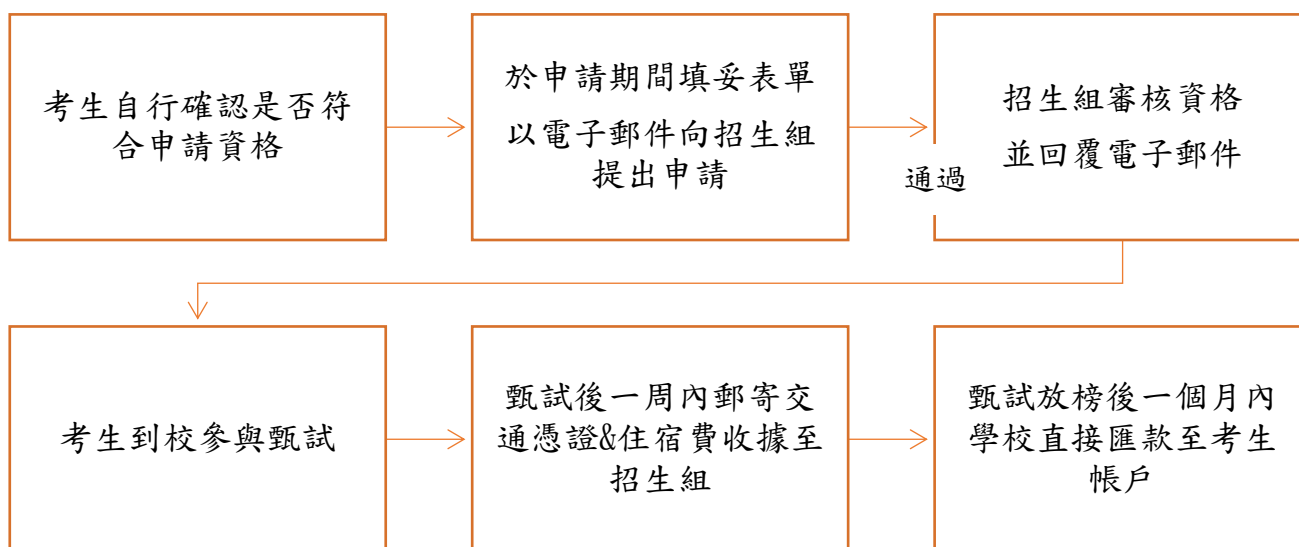 考生自行確認是否符
合申請資格
於申請期間填妥表單
以電子郵件向招生組
提出申請
招生組審核資格
並回覆電子郵件
通過
考生到校參與甄試
甄試後一周內郵寄交
通憑證&住宿費收據至
招生組
甄試放榜後一個月內
學校直接匯款至考生
帳戶